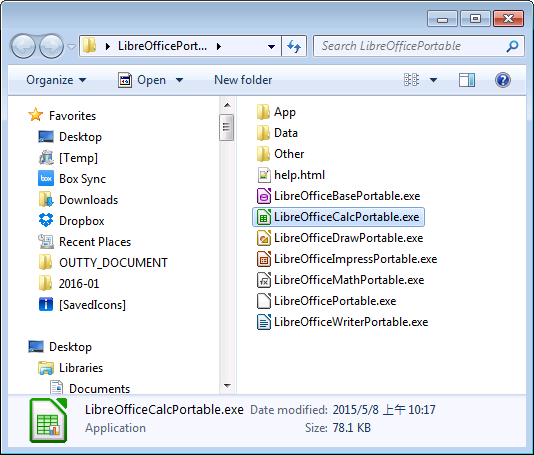 LibreOfficePort...
Search LibreOfficePortable
Organize
Open
New folder
Favorites
Desktop
[Temp]
box Box Sync
Downloads
Dropbox
Recent Places
OUTTY_DOCUMENT
2016-01
[SavedIcons]
Desktop
Libraries
Documents
App
Data
Other
help.html
LibreOfficeBasePortable.exe
LibreOfficeCalcPortable.exe
LibreOfficeDrawPortable.exe
LibreOfficeImpressPortable.exe
LibreOfficeMathPortable.exe
LibreOfficePortable.exe
LibreOfficeWriterPortable.exe
LibreOfficeCalcPortable.exe Date modified: 2015/5/8 上午 10:17
Application Size: 78.1 KB